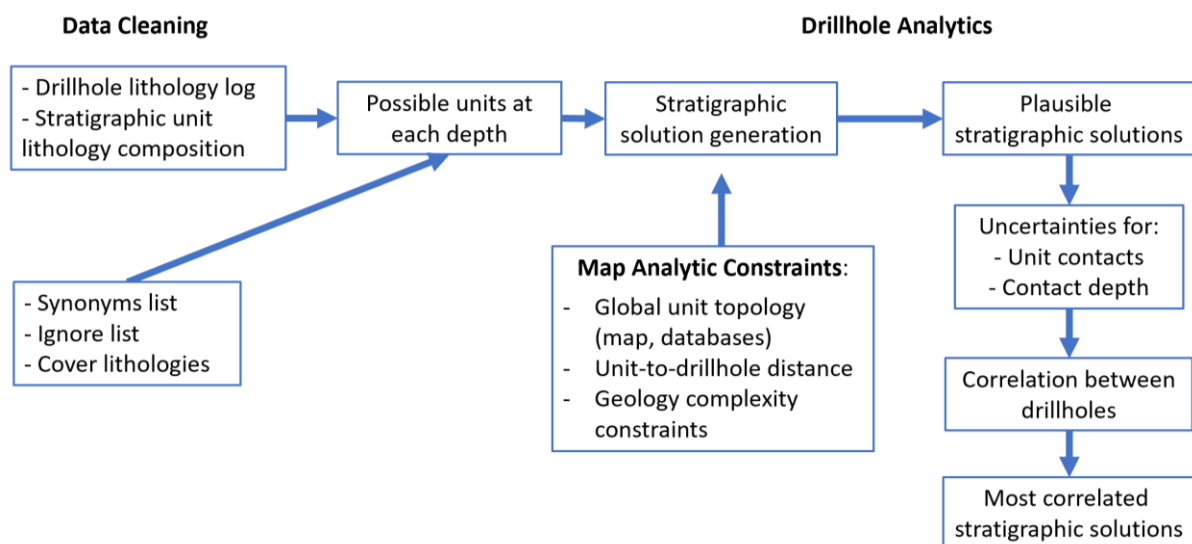 Data Cleaning
Drillhole Analytics
- Drillhole lithology log
- Stratigraphic unit
lithology composition
Possible units at
each depth
Stratigraphic
solution generation
Plausible
stratigraphic solutions
- Synonyms list
- Ignore list
- Cover lithologies
Map Analytic Constraints:
- Global unit topology
(map, databases)
- Unit-to-drillhole distance
- Geology complexity
constraints
Uncertainties for:
- Unit contacts
- Contact depth
Correlation between
drillholes
Most correlated
stratigraphic solutions